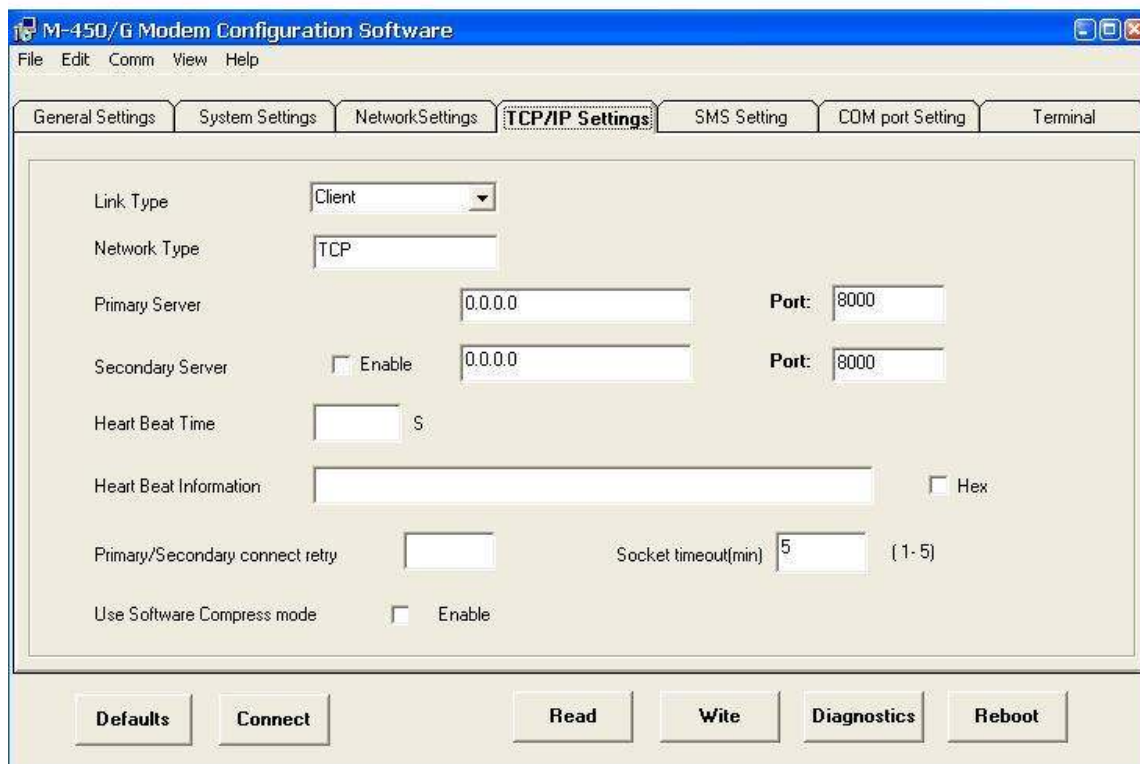 M-450/G Modem Configuration Software
File Edit Comm View Help
General Settings System Settings NetworkSettings TCP/IP Settings SMS Setting COM port Setting Terminal
Link Type Client
Network Type TCP
Primary Server 0.0.0.0 Port: 8000
Secondary Server Enable 0.0.0.0 Port: 8000
Heart Beat Time S
Heart Beat Information Hex
Primary/Secondary connect retry Socket timeout(min) 5 ( 1- 5)
Use Software Compress mode Enable
Defaults Connect Read Wite Diagnostics Reboot